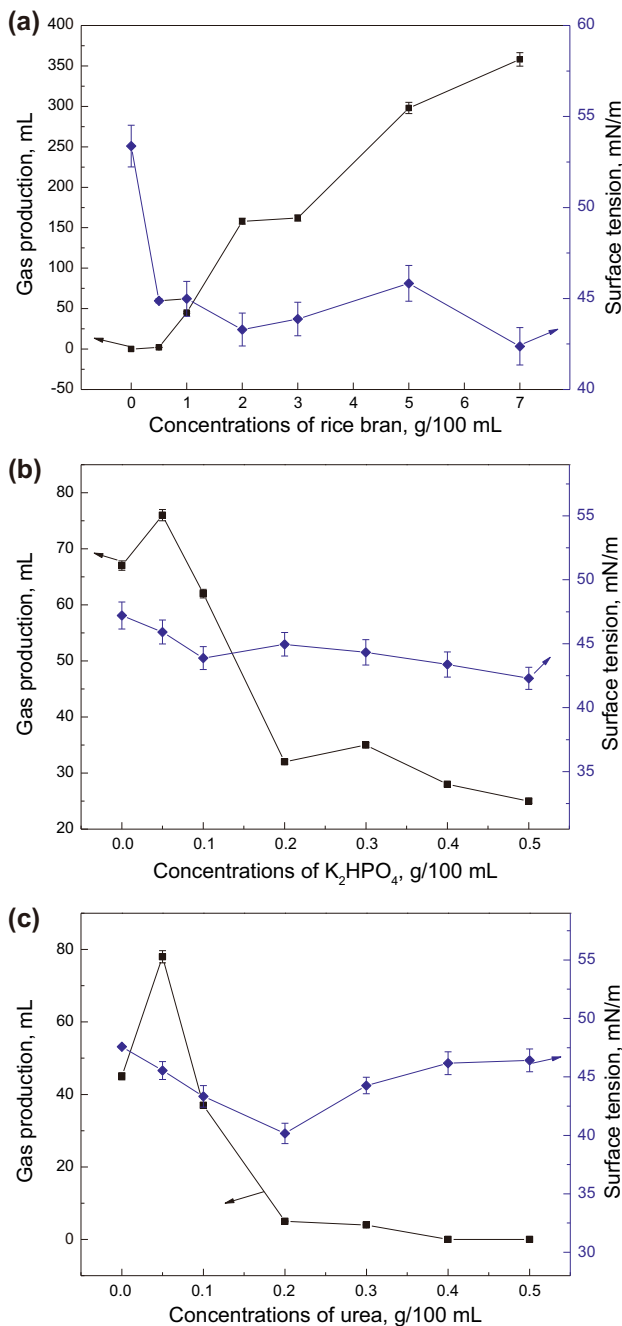 (a)
400
350
300
250
200
150
100
50
0
-50
Gas production, mL
60
55
50
45
40
Surface tension, mN/m
0 1 2 3 4 5 6 7
Concentrations of rice bran, g/100 mL
(b)
80
70
60
50
40
30
20
Gas production, mL
55
50
45
40
35
Surface tension, mN/m
0.0 0.1 0.2 0.3 0.4 0.5
Concentrations of K₂HPO₄, g/100 mL
(c)
80
60
40
20
0
Gas production, mL
55
50
45
40
35
30
Surface tension, mN/m
0.0 0.1 0.2 0.3 0.4 0.5
Concentrations of urea, g/100 mL